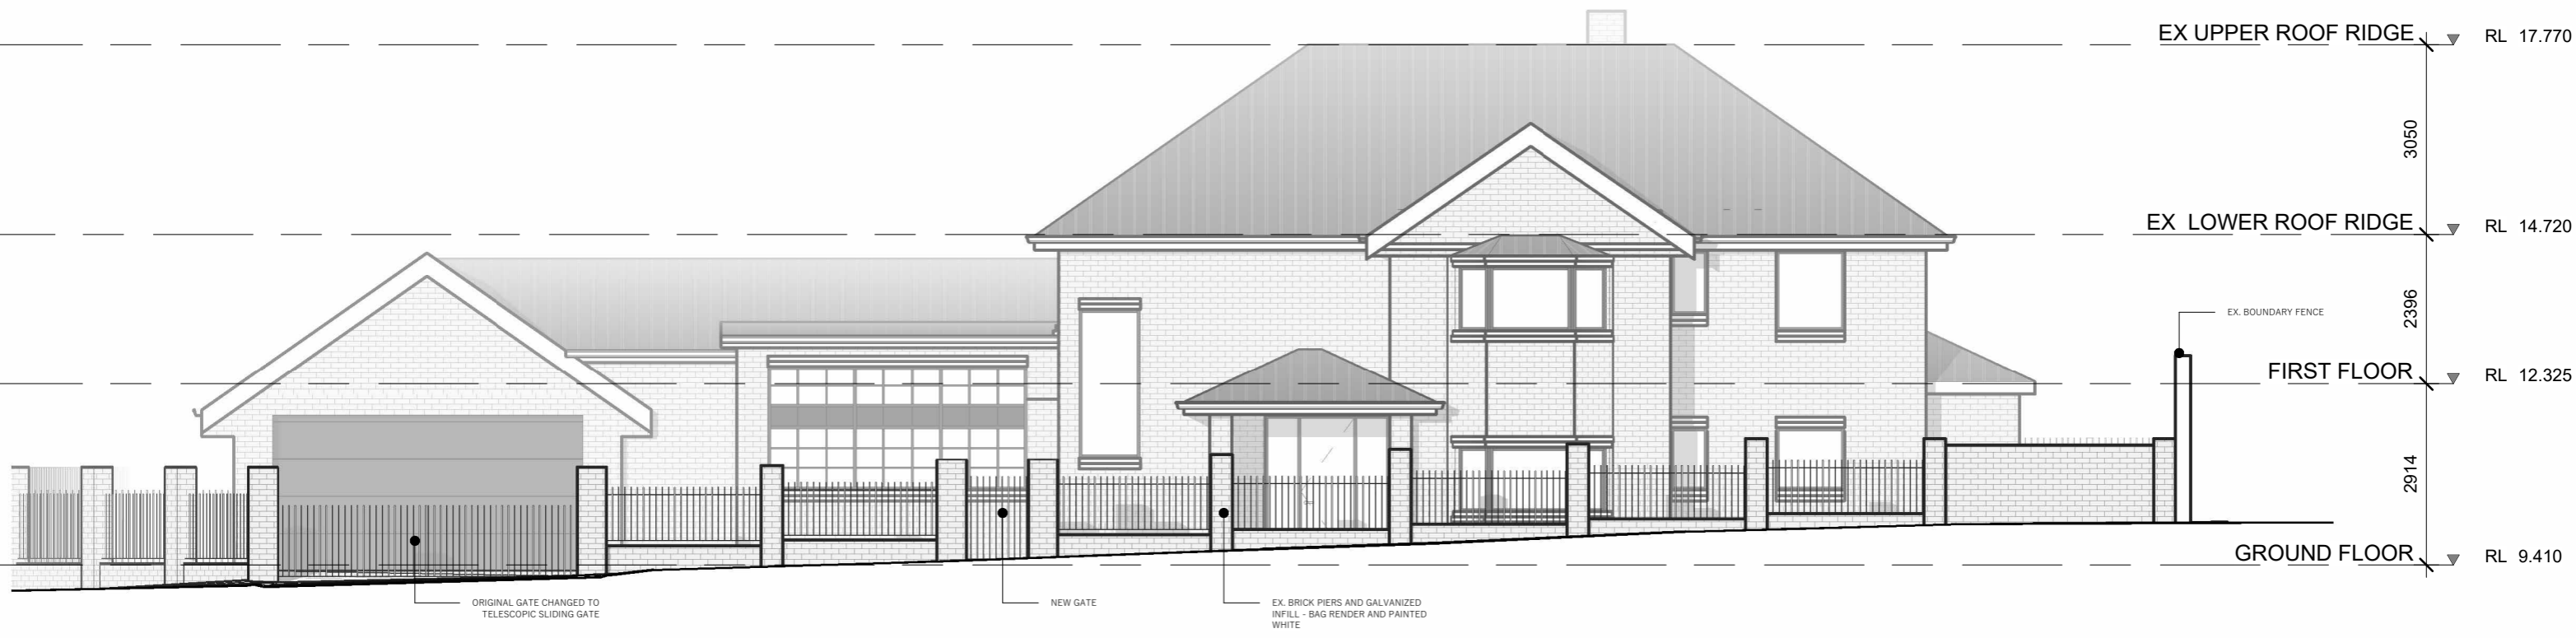 EX UPPER ROOF RIDGE RL 17.770
3050
EX LOWER ROOF RIDGE RL 14.720
2396
EX. BOUNDARY FENCE
FIRST FLOOR RL 12.325
2914
GROUND FLOOR RL 9.410
ORIGINAL GATE CHANGED TO
TELESCOPIC SLIDING GATE
NEW GATE
EX. BRICK PIERS AND GALVANIZED
INFILL - BAG RENDER AND PAINTED
WHITE